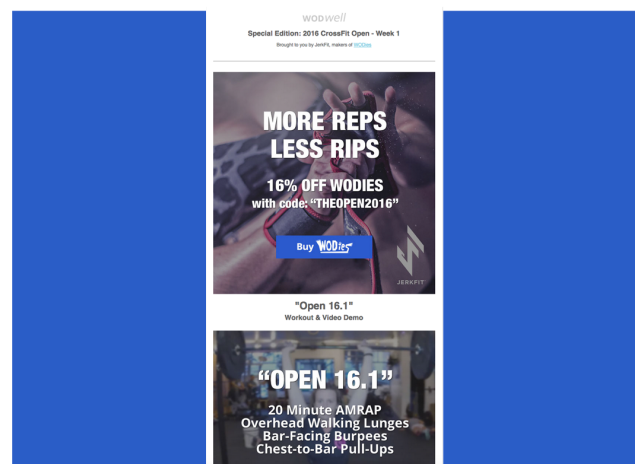 WODwell
Special Edition: 2016 CrossFit Open - Week 1
Brought to you by JerkFit, makers of WODies
MORE REPS
LESS RIPS
16% OFF WODIES
with code: “THEOPEN2016”
Buy WODies
JERKFIT
"Open 16.1"
Workout & Video Demo
“OPEN 16.1”
20 Minute AMRAP
Overhead Walking Lunges
Bar-Facing Burpees
Chest-to-Bar Pull-Ups